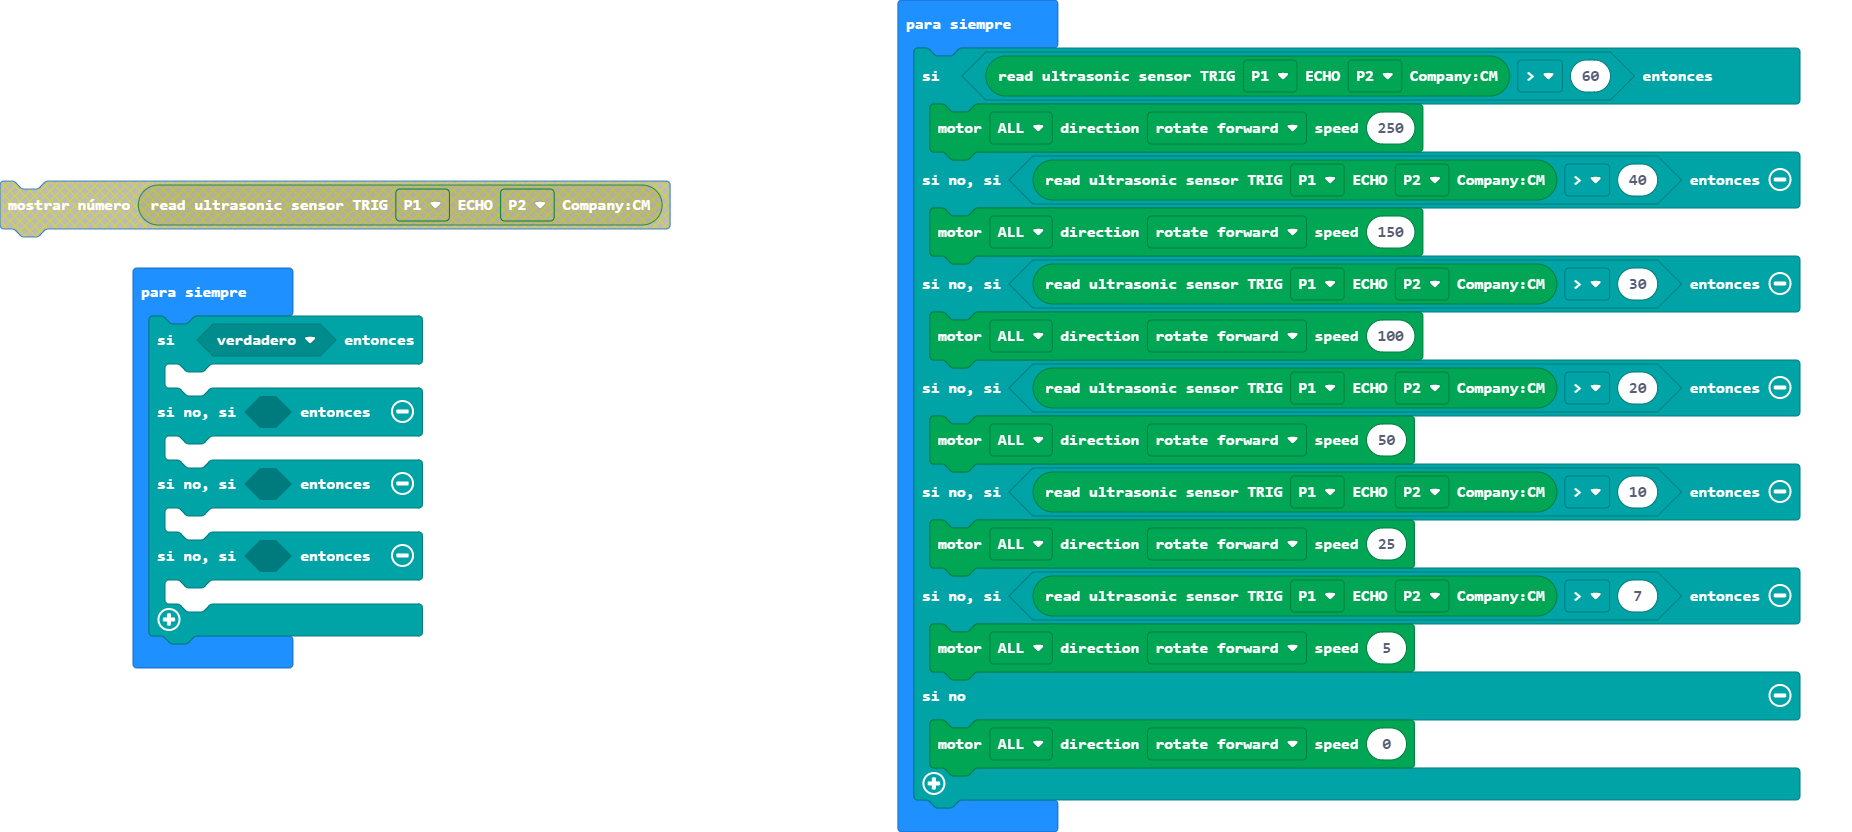 mostrar número read ultrasonic sensor TRIG P1 ECHO P2 Company:CM
para siempre
si verdadero entonces
si no, si entonces
si no, si entonces
si no, si entonces
para siempre
si read ultrasonic sensor TRIG P1 ECHO P2 Company:CM > 60 entonces
motor ALL direction rotate forward speed 250
si no, si read ultrasonic sensor TRIG P1 ECHO P2 Company:CM > 40 entonces
motor ALL direction rotate forward speed 150
si no, si read ultrasonic sensor TRIG P1 ECHO P2 Company:CM > 30 entonces
motor ALL direction rotate forward speed 100
si no, si read ultrasonic sensor TRIG P1 ECHO P2 Company:CM > 20 entonces
motor ALL direction rotate forward speed 50
si no, si read ultrasonic sensor TRIG P1 ECHO P2 Company:CM > 10 entonces
motor ALL direction rotate forward speed 25
si no, si read ultrasonic sensor TRIG P1 ECHO P2 Company:CM > 7 entonces
motor ALL direction rotate forward speed 5
si no
motor ALL direction rotate forward speed 0